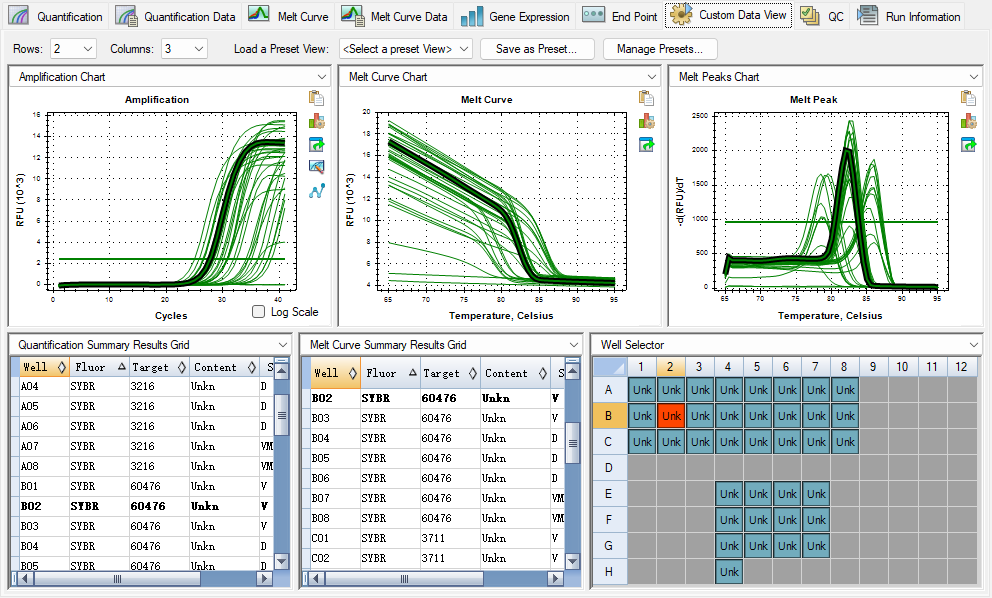 Quantification Quantification Data Melt Curve Melt Curve Data Gene Expression End Point Custom Data View QC Run Infomation
Rows: 2 Columns: 3 Load a Preset View: <Select a preset View> Save as Preset... Manage Presets...
Amplification Chart
Amplification
RFU (10^3)
16
14
12
10
8
6
4
2
0
0 10 20 30 40
Cycles
Log Scale
Melt Curve Chart
Melt Curve
RFU (10^3)
20
18
16
14
12
10
8
6
4
65 70 75 80 85 90 95
Temperature, Celsius
Melt Peaks Chart
Melt Peak
-d(RFU)/dT
2500
2000
1500
1000
500
0
65 70 75 80 85 90 95
Temperature, Celsius
Quantification Summary Results Grid
Well Fluor Target Content S
A04 SYBR 3216 Unkn D
A05 SYBR 3216 Unkn D
A06 SYBR 3216 Unkn D
A07 SYBR 3216 Unkn VM
A08 SYBR 3216 Unkn VM
B01 SYBR 60476 Unkn V
B02 SYBR 60476 Unkn V
B03 SYBR 60476 Unkn V
B04 SYBR 60476 Unkn D
B05 SYBR 60476 Unkn D
Melt Curve Summary Results Grid
Well Fluor Target Content S
B02 SYBR 60476 Unkn V
B03 SYBR 60476 Unkn V
B04 SYBR 60476 Unkn D
B05 SYBR 60476 Unkn D
B06 SYBR 60476 Unkn D
B07 SYBR 60476 Unkn VM
B08 SYBR 60476 Unkn VM
C01 SYBR 3711 Unkn V
C02 SYBR 3711 Unkn V
Well Selector
1 2 3 4 5 6 7 8 9 10 11 12
A Unk Unk Unk Unk Unk Unk Unk Unk
B Unk Unk Unk Unk Unk Unk Unk Unk
C Unk Unk Unk Unk Unk Unk Unk Unk
D
E Unk Unk Unk Unk
F Unk Unk Unk Unk
G Unk Unk Unk Unk
H Unk